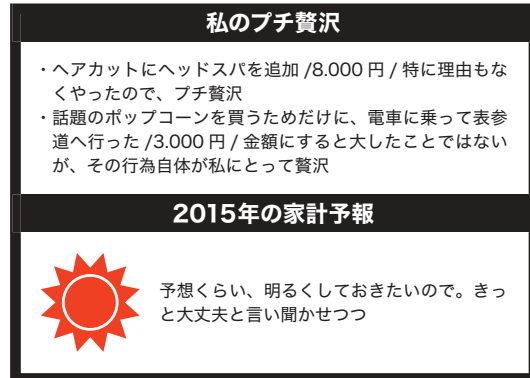 私のプチ贅沢
・ヘアカットにヘッドスパを追加 /8.000 円 / 特に理由もな
くやったので、プチ贅沢
・話題のポップコーンを買うためだけに、電車に乗って表参
道へ行った /3.000 円 / 金額にすると大したことではない
が、その行為自体が私にとって贅沢
2015年の家計予報
予想くらい、明るくしておきたいので。きっ
と大丈夫と言い聞かせつつ